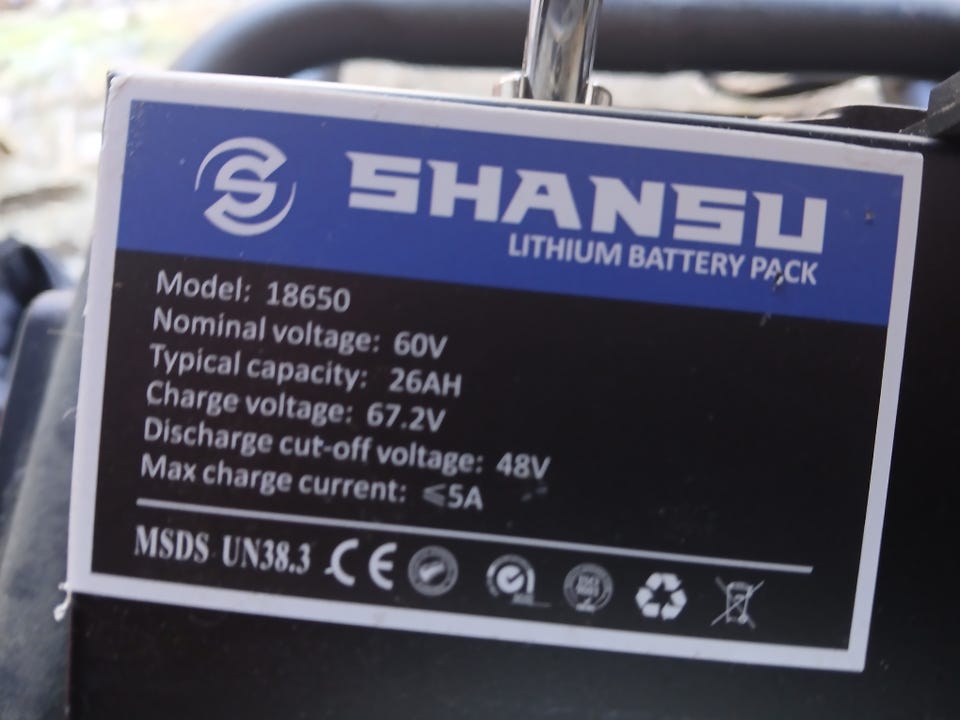 SHANSU
LITHIUM BATTERY PACK
Model: 18650
Nominal voltage: 60V
Typical capacity: 26AH
Charge voltage: 67.2V
Discharge cut-off voltage: 48V
Max charge current: ⩽5A
MSDS UN38.3 CE